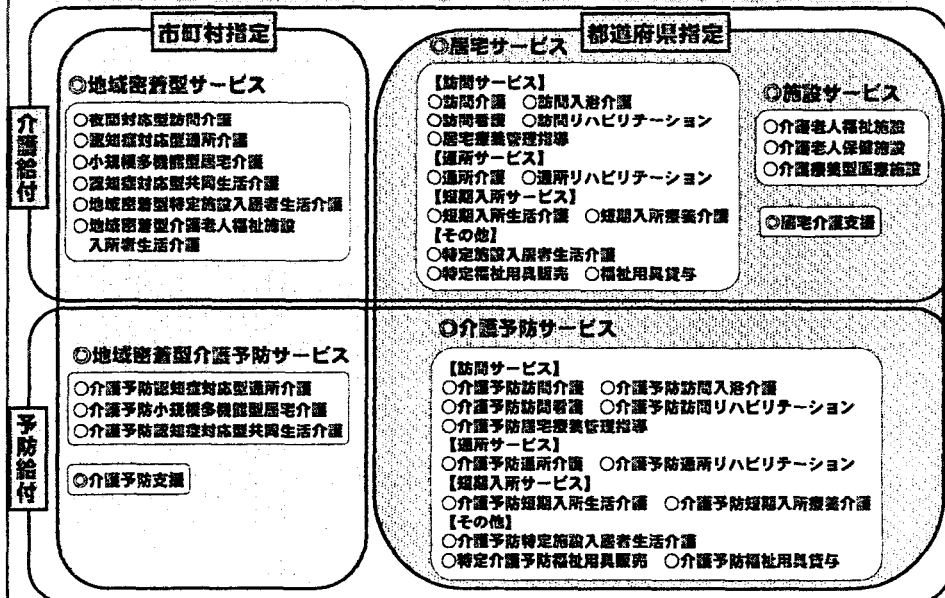 市町村指定
都道府県指定
介護給付
◎地域密着型サービス
○夜間対応型訪問介護
○認知症対応型通所介護
○小規模多機能型居宅介護
○認知症対応型共同生活介護
○地域密着型特定施設入居者生活介護
○地域密着型介護老人福祉施設
入所者生活介護
◎居宅サービス
【訪問サービス】
○訪問介護 ○訪問入浴介護
○訪問看護 ○訪問リハビリテーション
○居宅療養管理指導
【通所サービス】
○通所介護 ○通所リハビリテーション
【短期入所サービス】
○短期入所生活介護 ○短期入所療養介護
【その他】
○特定施設入居者生活介護
○特定福祉用具販売 ○福祉用具貸与
◎施設サービス
○介護老人福祉施設
○介護老人保健施設
○介護療養型医療施設
◎居宅介護支援
予防給付
◎地域密着型介護予防サービス
○介護予防認知症対応型通所介護
○介護予防小規模多機能型居宅介護
○介護予防認知症対応型共同生活介護
◎介護予防支援
◎介護予防サービス
【訪問サービス】
○介護予防訪問介護 ○介護予防訪問入浴介護
○介護予防訪問看護 ○介護予防訪問リハビリテーション
○介護予防居宅療養管理指導
【通所サービス】
○介護予防通所介護 ○介護予防通所リハビリテーション
【短期入所サービス】
○介護予防短期入所生活介護 ○介護予防短期入所療養介護
【その他】
○介護予防特定施設入居者生活介護
○特定介護予防福祉用具販売 ○介護予防福祉用具貸与